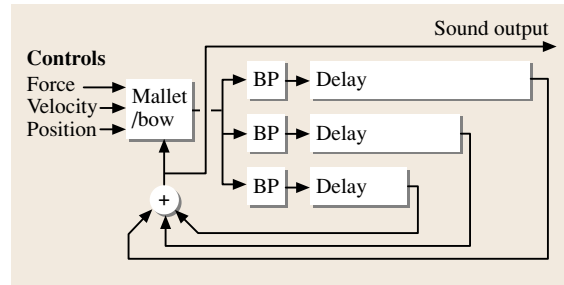 Sound output
Controls
Force
Velocity
Position
Mallet
/bow
BP Delay
BP Delay
BP Delay
+